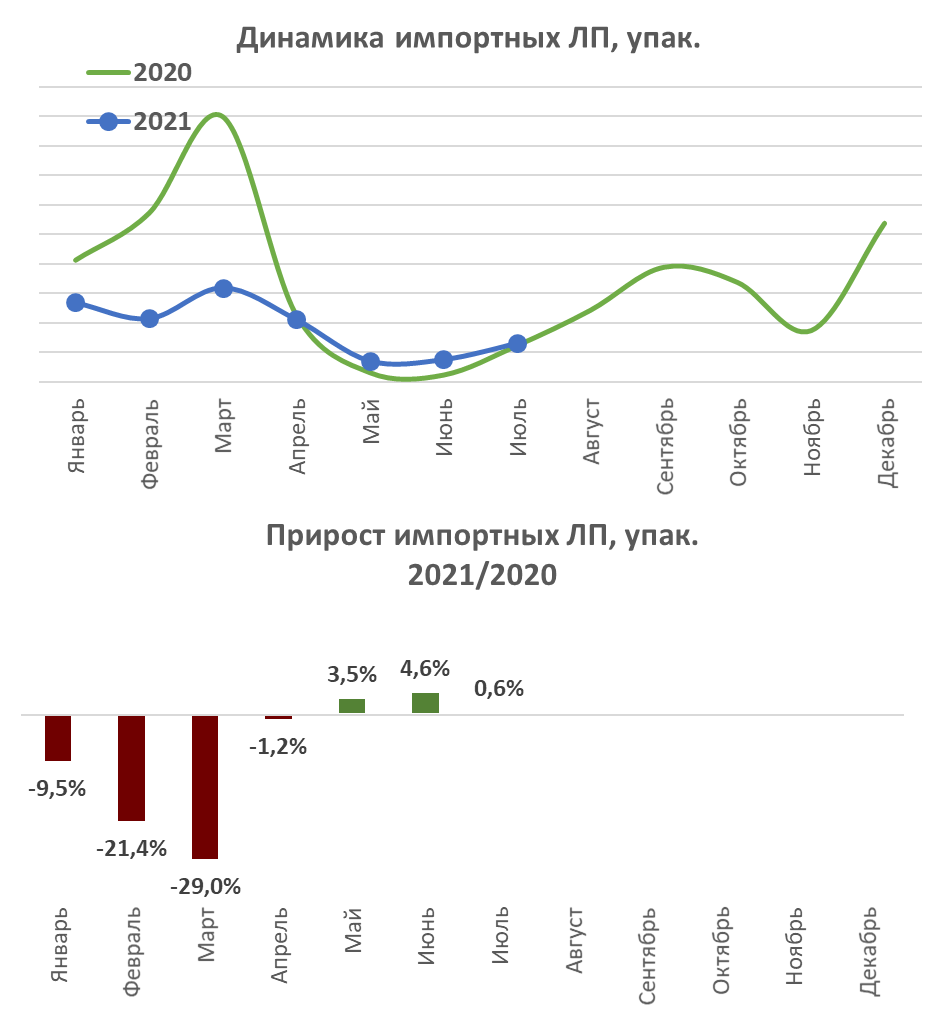 Динамика импортных ЛП, упак.
2020
2021
Январь
Февраль
Март
Апрель
Май
Июнь
Июль
Август
Сентябрь
Октябрь
Ноябрь
Декабрь
Прирост импортных ЛП, упак.
2021/2020
-9,5%
-21,4%
-29,0%
-1,2%
3,5%
4,6%
0,6%
Январь
Февраль
Март
Апрель
Май
Июнь
Июль
Август
Сентябрь
Октябрь
Ноябрь
Декабрь